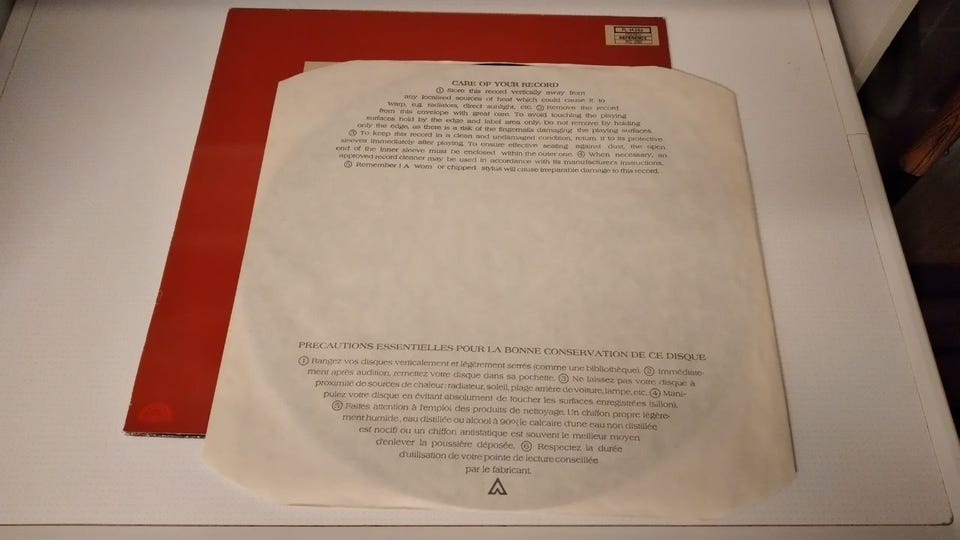 CARE OF YOUR RECORD
① Store this record vertically away from
any localised sources of heat which could cause it to
warp, e.g. radiators, direct sunlight, etc. ② Remove the record
from this envelope with great care. To avoid touching the playing
surfaces hold by the edge and label area only. Do not remove by holding
only the edge, as there is a risk of the fingernails damaging the playing surfaces.
③ To keep this record in a clean and undamaged condition, return it to its protective
sleeves immediately after playing. To ensure effective sealing against dust, the open
end of the inner sleeve must be enclosed within the outer one. ④ When necessary, an
approved record cleaner may be used in accordance with its manufacturer's instructions.
⑤ Remember! A worn or chipped stylus will cause irreparable damage to this record.
PRECAUTIONS ESSENTIELLES POUR LA BONNE CONSERVATION DE CE DISQUE
① Rangez vos disques verticalement et légèrement serrés (comme une bibliothèque). ② Immédiate-
ment après audition, remettez votre disque dans sa pochette. ③ Ne laissez pas votre disque à
proximité de sources de chaleur: radiateur, soleil, plage arrière de voiture, lampe, etc. ④ Mani-
pulez votre disque en évitant absolument de toucher les surfaces enregistrées (sillon).
⑤ Faites attention à l'emploi des produits de nettoyage. Un chiffon propre légère-
ment humide, eau distillée ou alcool à 90° (le calcaire d'une eau non distillée
est nocif) ou un chiffon antistatique est souvent le meilleur moyen
d'enlever la poussière déposée. ⑥ Respectez la durée
d'utilisation de votre pointe de lecture conseillée
par le fabricant.